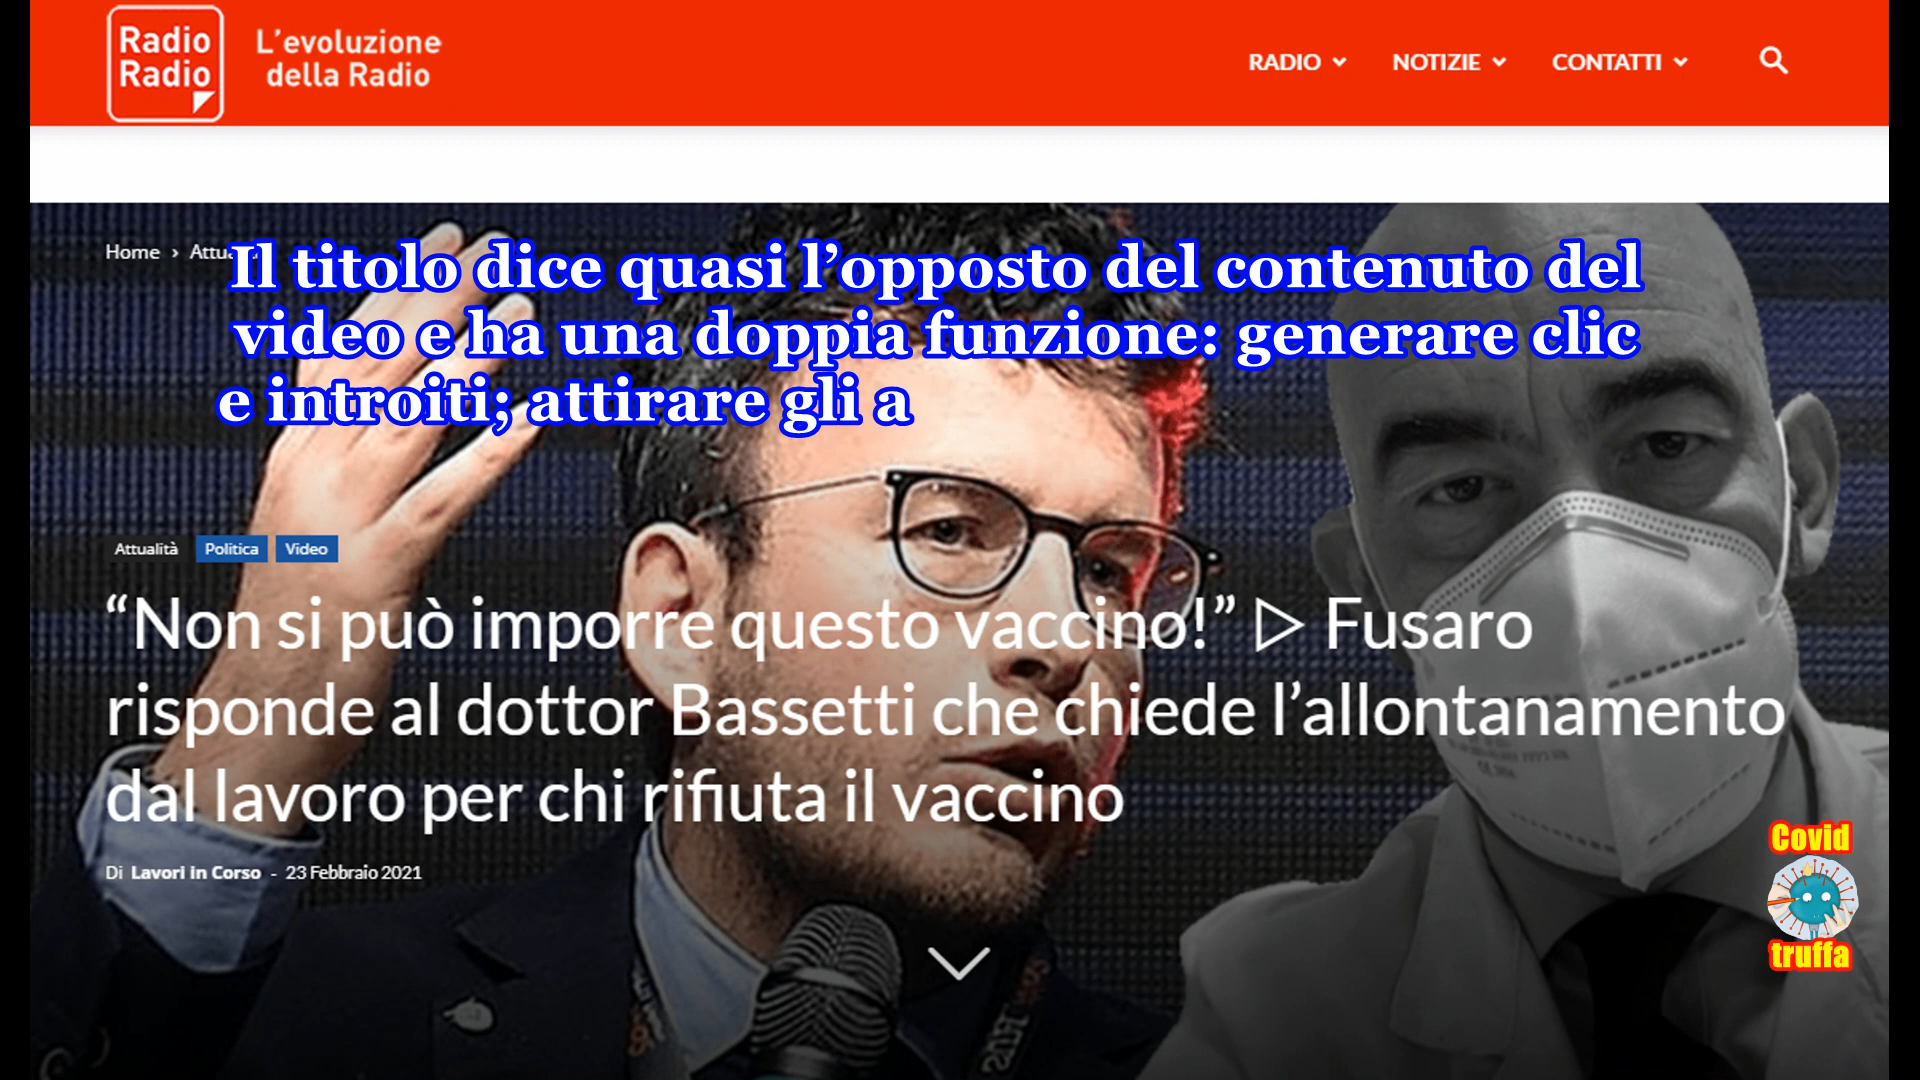 Radio
Radio
L’evoluzione
della Radio
RADIO
NOTIZIE
CONTATTI
Home › Attu
Il titolo dice quasi l’opposto del contenuto del
video e ha una doppia funzione: generare clic
e introiti; attirare gli a
Attualità Politica Video
“Non si può imporre questo vaccino!” ▷ Fusaro
risponde al dottor Bassetti che chiede l’allontanamento
dal lavoro per chi rifiuta il vaccino
Di Lavori in Corso - 23 Febbraio 2021
Covid
truffa